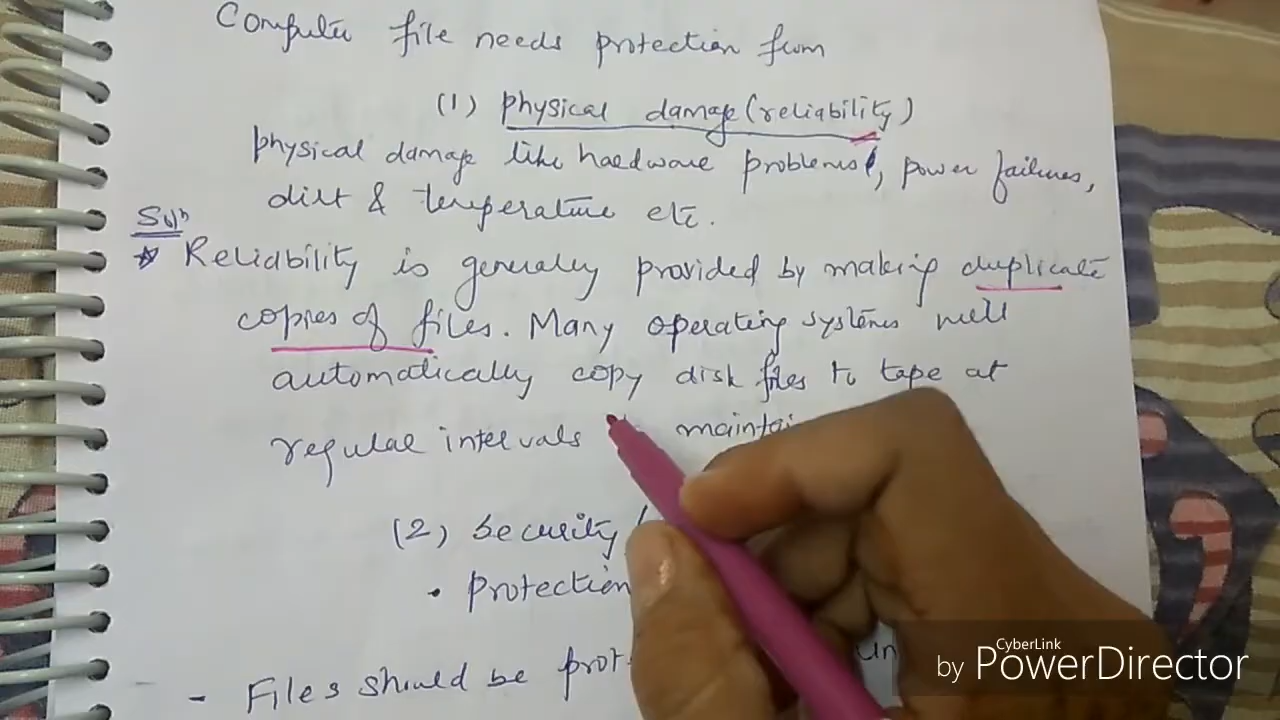 Computer file needs protection from
(1) physical damage (reliability)
physical damage like hardware problems, power failures,
dirt & temperature etc.
Soln
* Reliability is generally provided by making duplicate
copies of files. Many operating systems will
automatically copy disk files to tape at
regular intervals
(2) Security
• protection
- Files should be
CyberLink
by PowerDirector